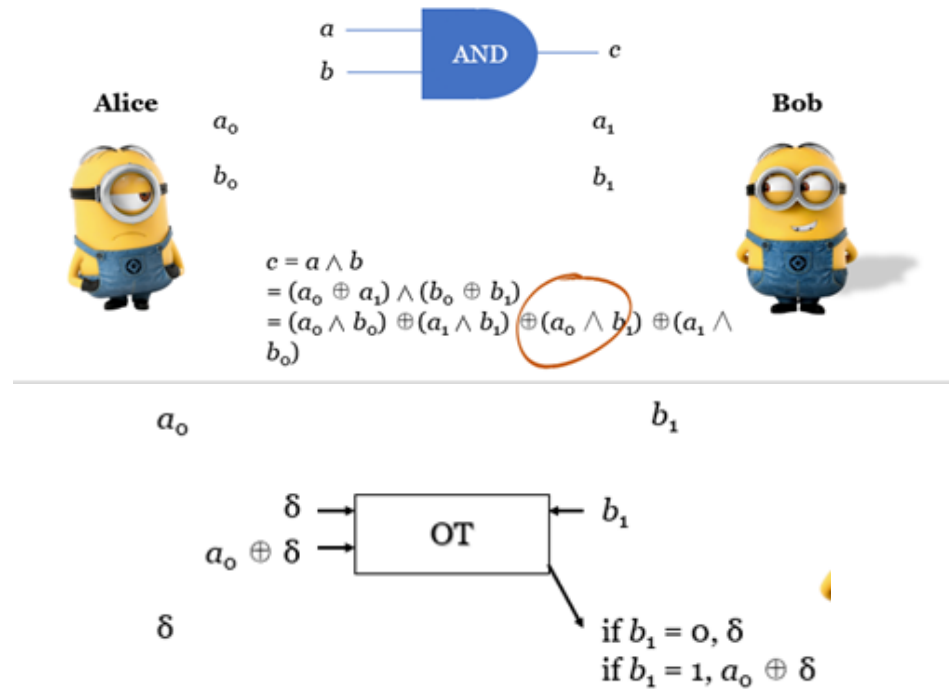 a
AND
c
b
Alice
Bob
a₀
a₁
b₀
b₁
c = a ∧ b
= (a₀ ⊕ a₁) ∧ (b₀ ⊕ b₁)
= (a₀ ∧ b₀) ⊕(a₁ ∧ b₁) ⊕(a₀ ∧ b₁) ⊕(a₁ ∧
b₀)
a₀
b₁
δ
OT
b₁
a₀ ⊕ δ
δ
if b₁ = 0, δ
if b₁ = 1, a₀ ⊕ δ